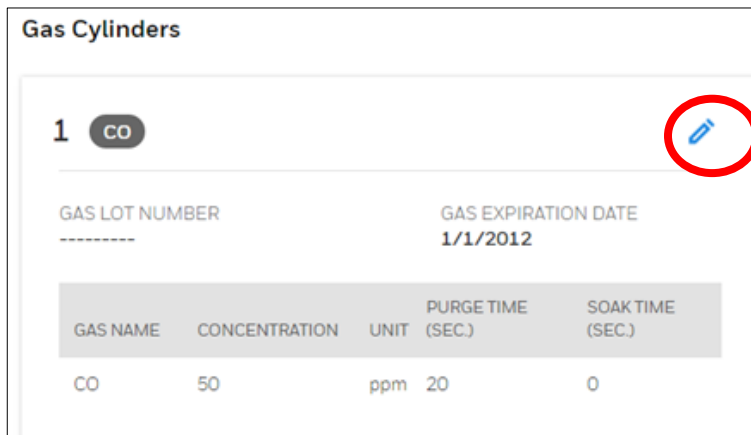 Gas Cylinders
1 CO
GAS LOT NUMBER GAS EXPIRATION DATE
--------- 1/1/2012
GAS NAME CONCENTRATION UNIT PURGE TIME (SEC.) SOAK TIME (SEC.)
CO 50 ppm 20 0